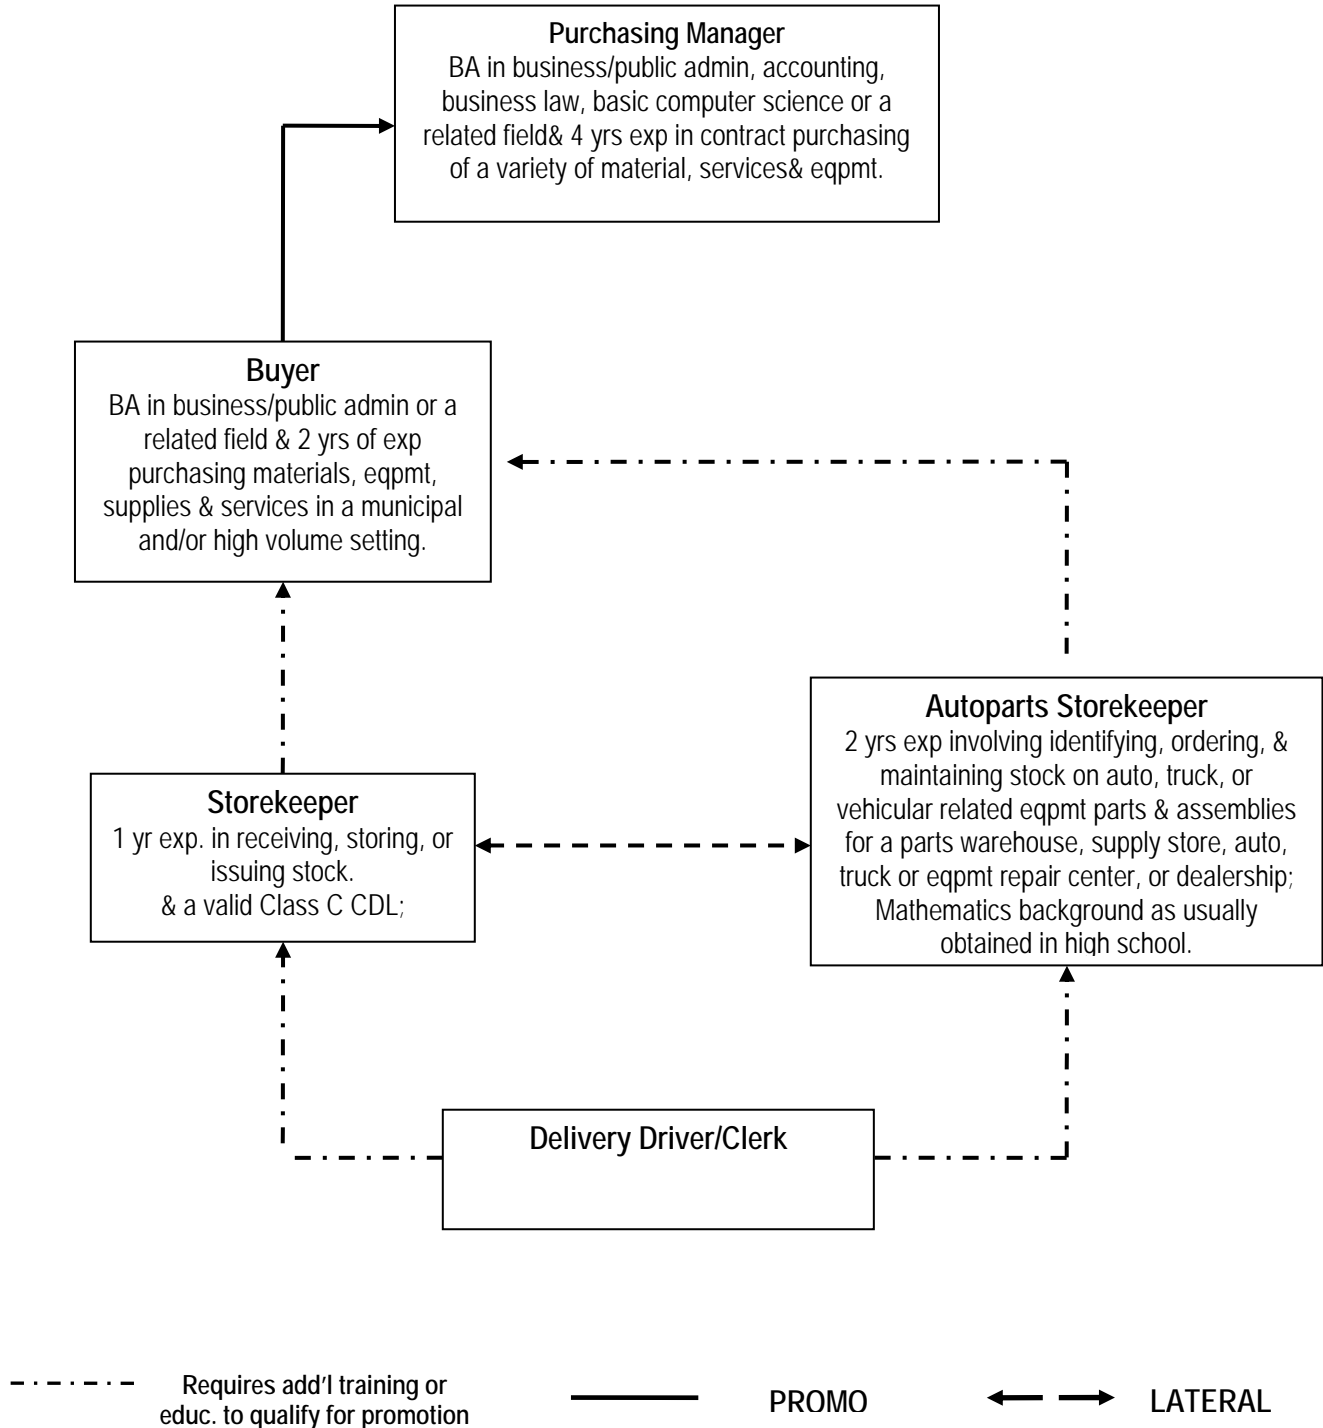 Purchasing Manager
BA in business/public admin, accounting,
business law, basic computer science or a
related field& 4 yrs exp in contract purchasing
of a variety of material, services& eqpmt.
Buyer
BA in business/public admin or a
related field & 2 yrs of exp
purchasing materials, eqpmt,
supplies & services in a municipal
and/or high volume setting.
Autoparts Storekeeper
2 yrs exp involving identifying, ordering, &
maintaining stock on auto, truck, or
vehicular related eqpmt parts & assemblies
for a parts warehouse, supply store, auto,
truck or eqpmt repair center, or dealership;
Mathematics background as usually
obtained in high school.
Storekeeper
1 yr exp. in receiving, storing, or
issuing stock.
& a valid Class C CDL;
Delivery Driver/Clerk
Requires add'l training or
educ. to qualify for promotion
PROMO
LATERAL